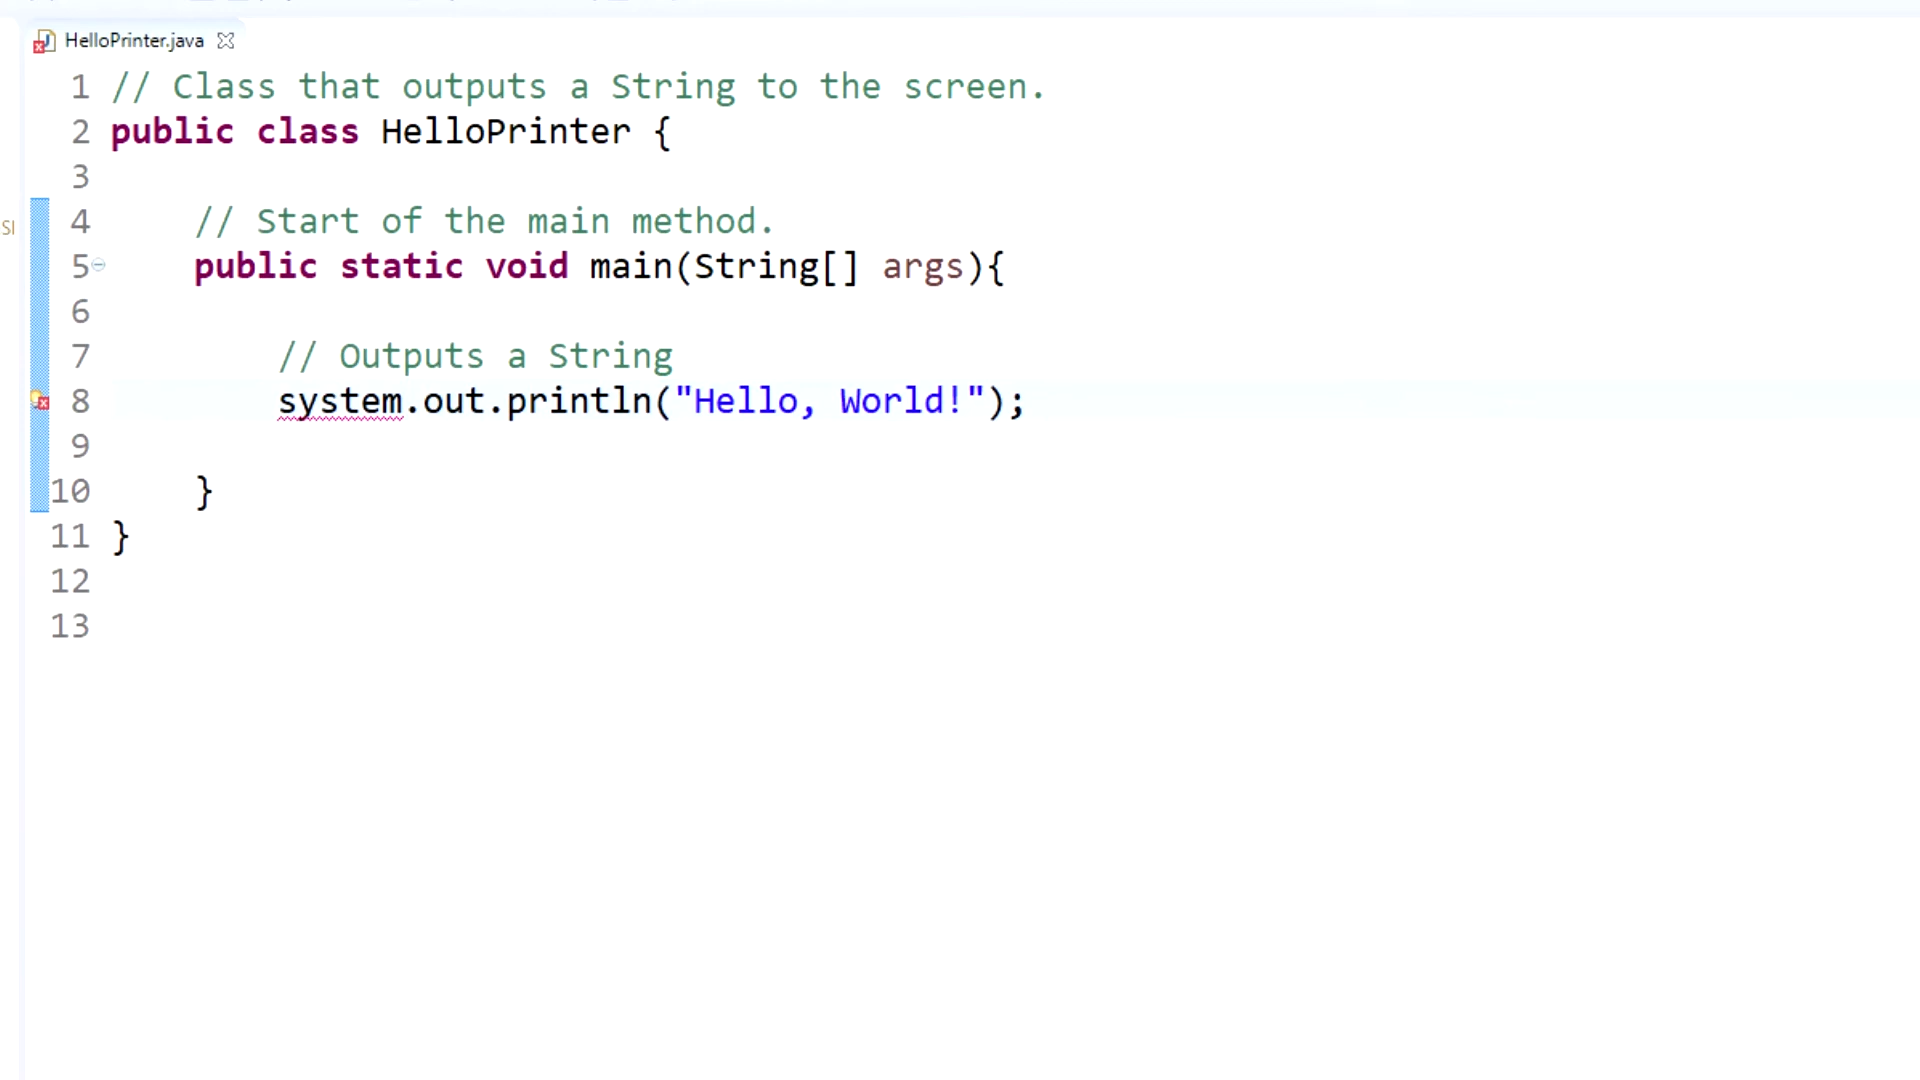 HelloPrinter.java
1 // Class that outputs a String to the screen.
2 public class HelloPrinter {
3
4 // Start of the main method.
5 public static void main(String[] args){
6
7 // Outputs a String
8 system.out.println("Hello, World!");
9
10 }
11 }
12
13
SI